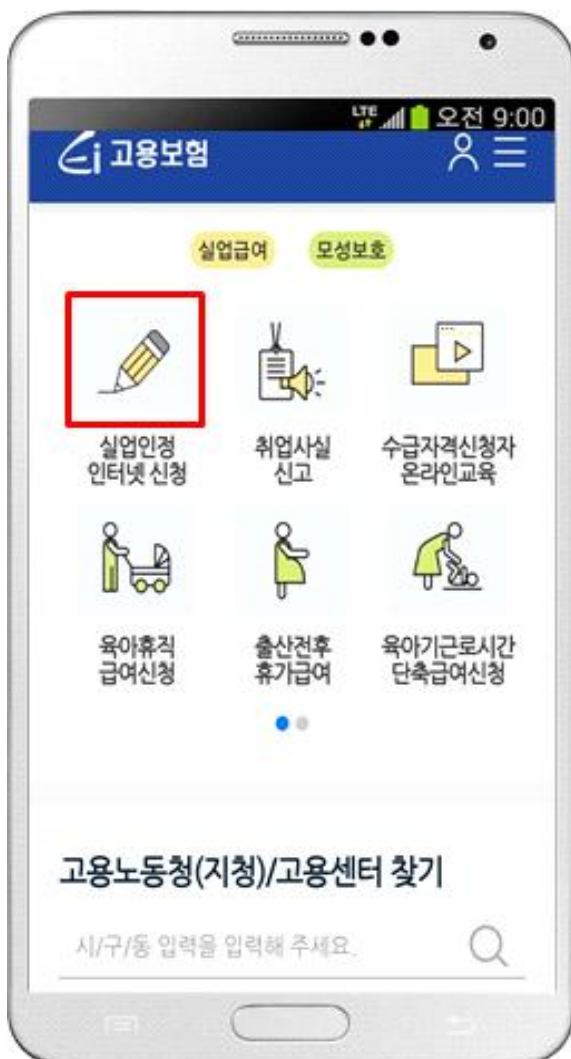 LTE 오전 9:00
Ei 고용보험
실업급여 모성보호
실업인정 취업사실 수급자격신청자
인터넷 신청 신고 온라인교육
육아휴직 출산전후 육아기근로시간
급여신청 휴가급여 단축급여신청
고용노동청(지청)/고용센터 찾기
시/구/동 입력을 입력해 주세요.